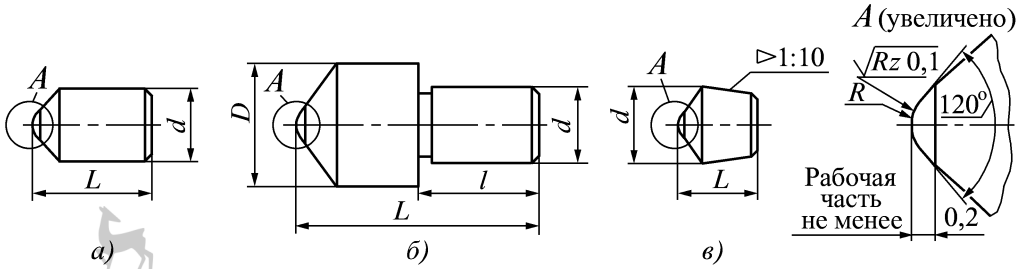 A
d
L
а)
A
D
d
l
L
б)
A
d
▷1:10
L
в)
A (увеличено)
Rz 0,1
R
120°
Рабочая
часть
не менее
0,2